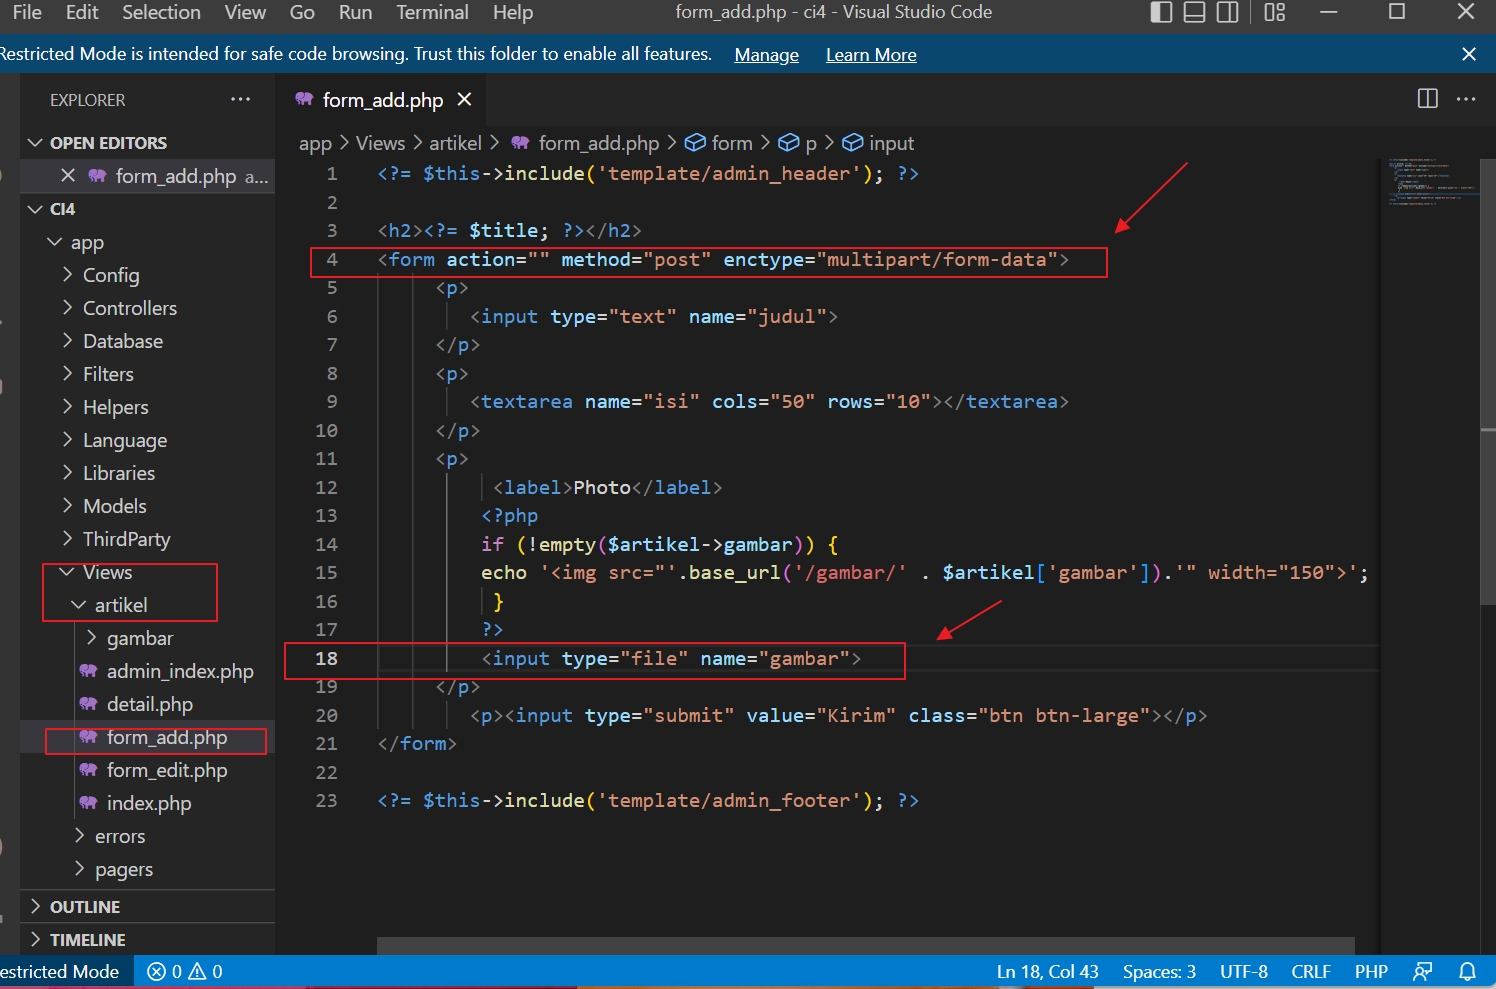 File Edit Selection View Go Run Terminal Help form_add.php - ci4 - Visual Studio Code
Restricted Mode is intended for safe code browsing. Trust this folder to enable all features. Manage Learn More
EXPLORER
OPEN EDITORS
form_add.php a...
CI4
app
Config
Controllers
Database
Filters
Helpers
Language
Libraries
Models
ThirdParty
Views
artikel
gambar
admin_index.php
detail.php
form_add.php
form_edit.php
index.php
errors
pagers
OUTLINE
TIMELINE
form_add.php
app > Views > artikel > form_add.php > form > p > input
1 <?= $this->include('template/admin_header'); ?>
2
3 <h2><?= $title; ?></h2>
4 <form action="" method="post" enctype="multipart/form-data">
5 <p>
6 <input type="text" name="judul">
7 </p>
8 <p>
9 <textarea name="isi" cols="50" rows="10"></textarea>
10 </p>
11 <p>
12 <label>Photo</label>
13 <?php
14 if (!empty($artikel->gambar)) {
15 echo '<img src="'.base_url('/gambar/' . $artikel['gambar']).'" width="150">';
16 }
17 ?>
18 <input type="file" name="gambar">
19 </p>
20 <p><input type="submit" value="Kirim" class="btn btn-large"></p>
21 </form>
22
23 <?= $this->include('template/admin_footer'); ?>
estricted Mode 0 0 Ln 18, Col 43 Spaces: 3 UTF-8 CRLF PHP